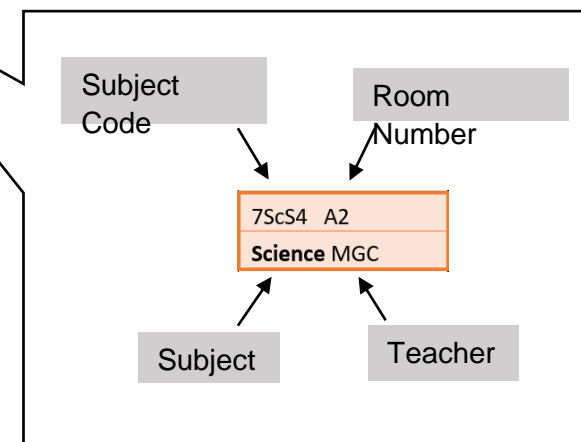 Subject
Code
Room
Number
7ScS4 A2
Science MGC
Subject
Teacher